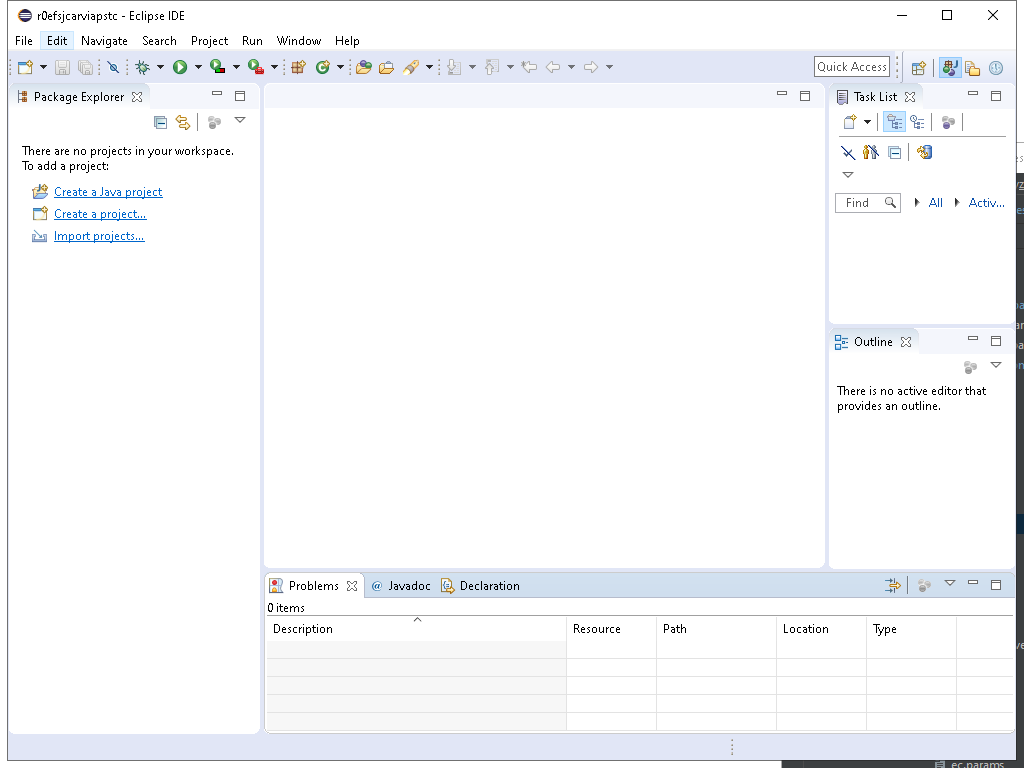 r0efsjcarviapstc - Eclipse IDE
File Edit Navigate Search Project Run Window Help
Quick Access
Package Explorer
There are no projects in your workspace.
To add a project:
Create a Java project
Create a project...
Import projects...
Task List
Find All Activ...
Outline
There is no active editor that
provides an outline.
Problems @ Javadoc Declaration
0 items
Description Resource Path Location Type
ec.params